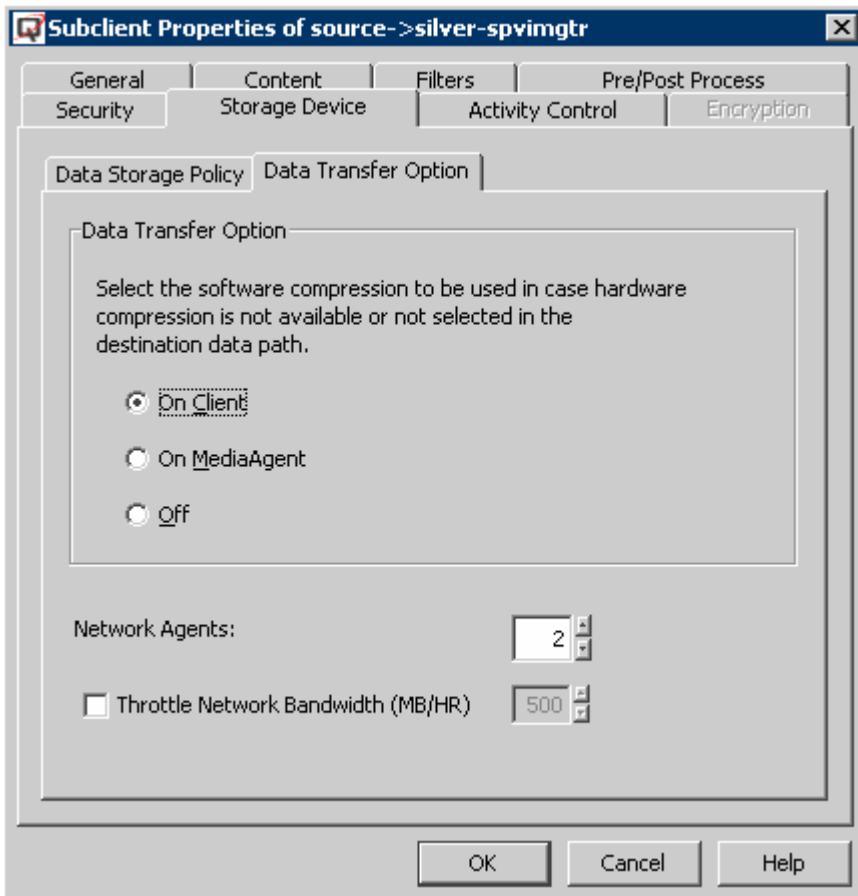 Subclient Properties of source->silver-spvimgtr
General Content Filters Pre/Post Process
Security Storage Device Activity Control Encryption
Data Storage Policy Data Transfer Option
Data Transfer Option
Select the software compression to be used in case hardware
compression is not available or not selected in the
destination data path.
On Client
On MediaAgent
Off
Network Agents: 2
Throttle Network Bandwidth (MB/HR) 500
OK Cancel Help